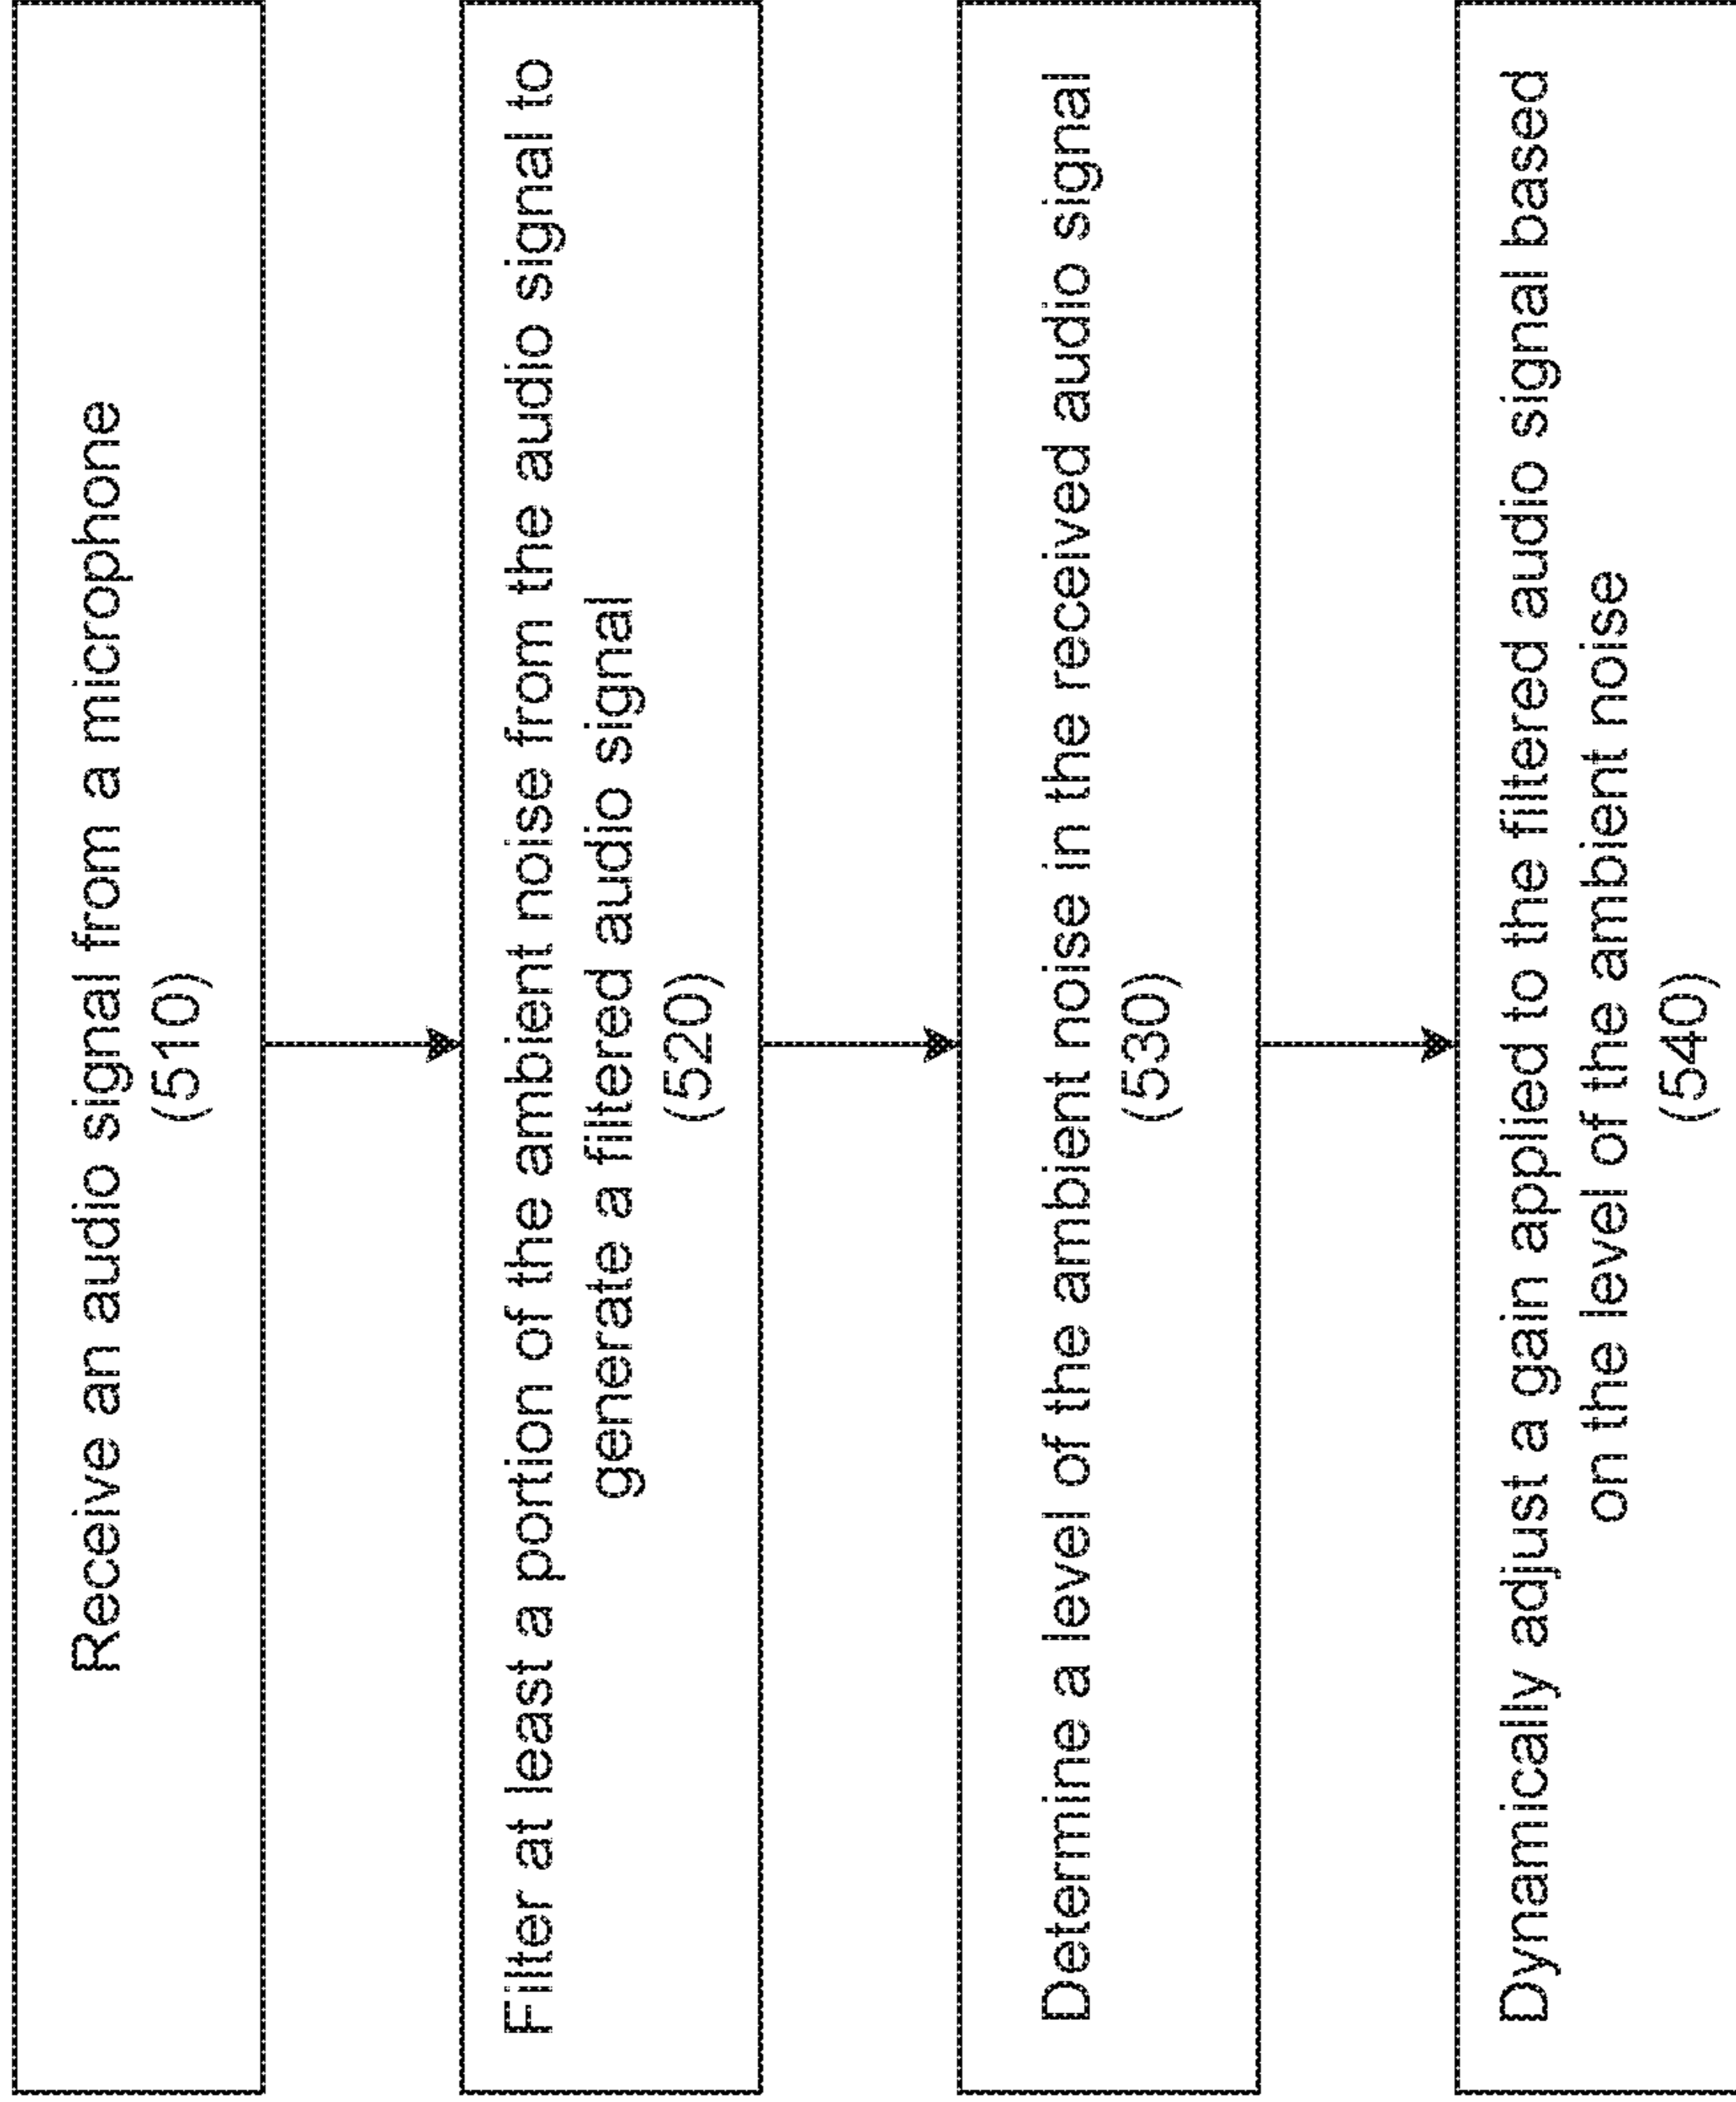 Receive an audio signal from a microphone
(510)
Filter at least a portion of the ambient noise from the audio signal to
generate a filtered audio signal
(520)
Determine a level of the ambient noise in the received audio signal
(530)
Dynamically adjust a gain applied to the filtered audio signal based
on the level of the ambient noise
(540)